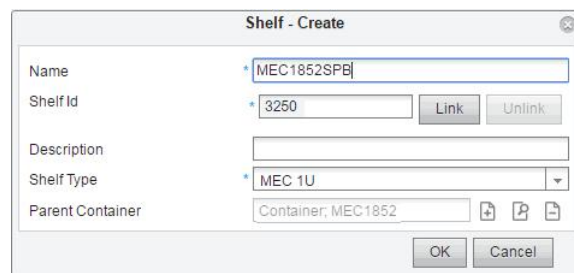 Shelf - Create
Name * MEC1852SPB
Shelf Id * 3250 Link Unlink
Description
Shelf Type * MEC 1U
Parent Container Container; MEC1852
OK Cancel